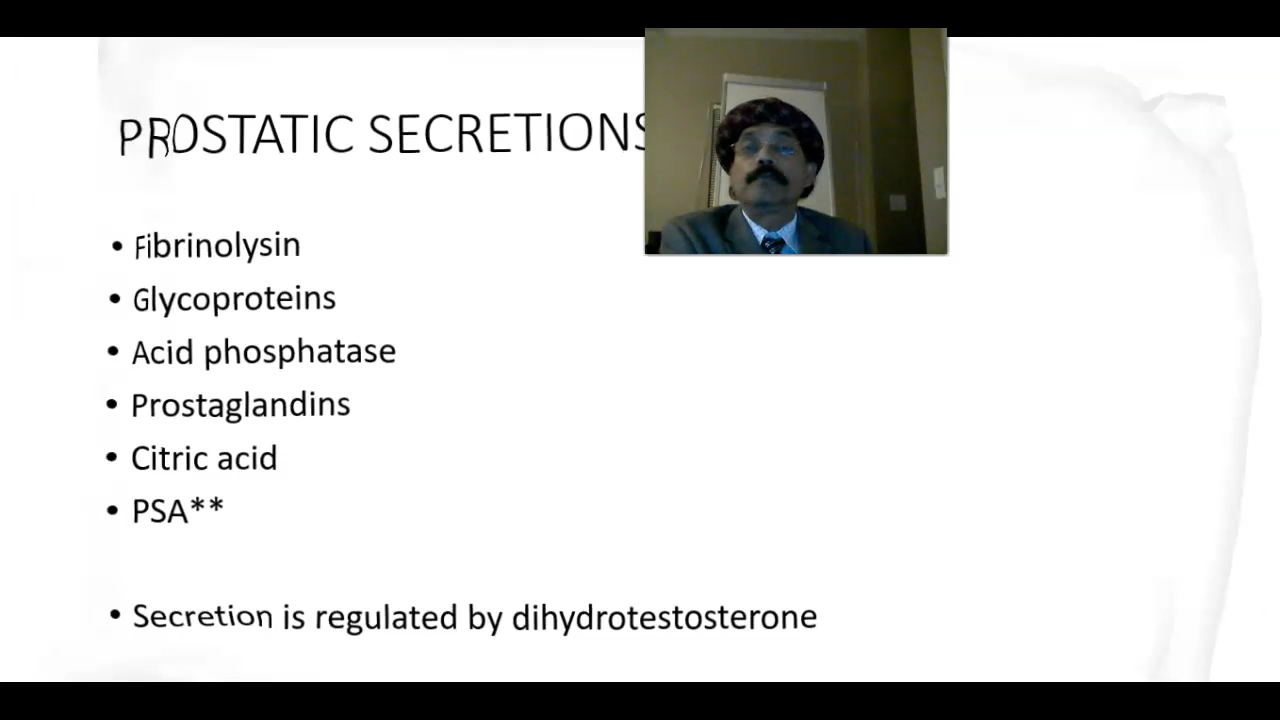 PROSTATIC SECRETIONS
• Fibrinolysin
• Glycoproteins
• Acid phosphatase
• Prostaglandins
• Citric acid
• PSA**
• Secretion is regulated by dihydrotestosterone